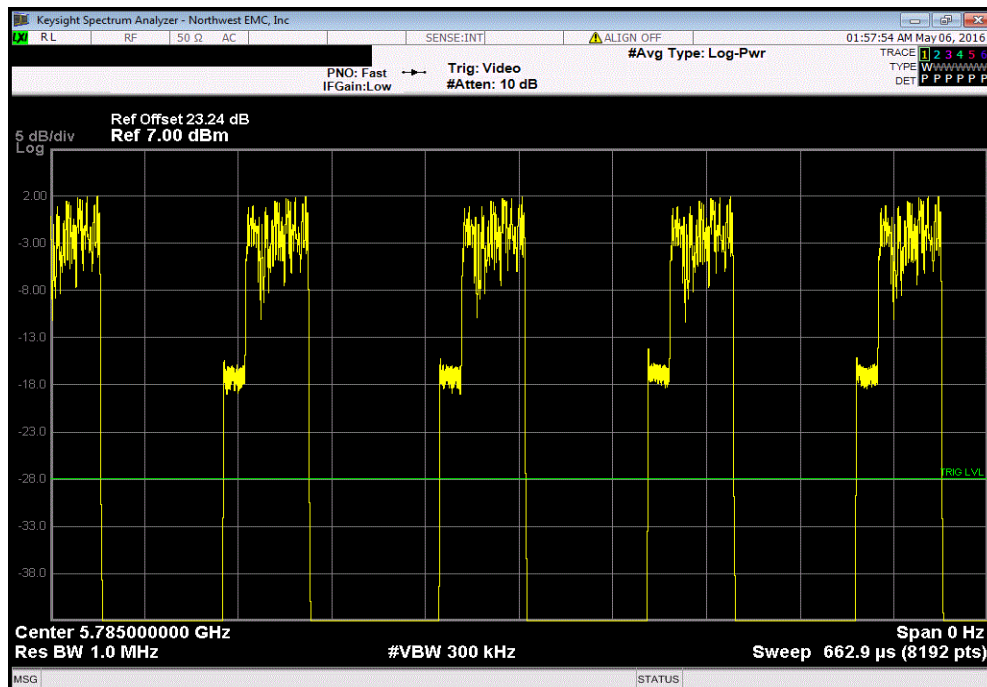 Keysight Spectrum Analyzer - Northwest EMC, Inc
LXI RL RF 50 Ω AC SENSE:INT ALIGN OFF 01:57:54 AM May 06, 2016
#Avg Type: Log-Pwr
TRACE 1 2 3 4 5 6
PNO: Fast Trig: Video TYPE WWWWWW
IFGain:Low #Atten: 10 dB DET P P P P P P
Ref Offset 23.24 dB
5 dB/div Ref 7.00 dBm
Log
2.00
-3.00
-8.00
-13.0
-18.0
-28.0
TRIG LVL
-33.0
-38.0
Center 5.785000000 GHz Span 0 Hz
Res BW 1.0 MHz #VBW 300 kHz Sweep 662.9 µs (8192 pts)
MSG STATUS